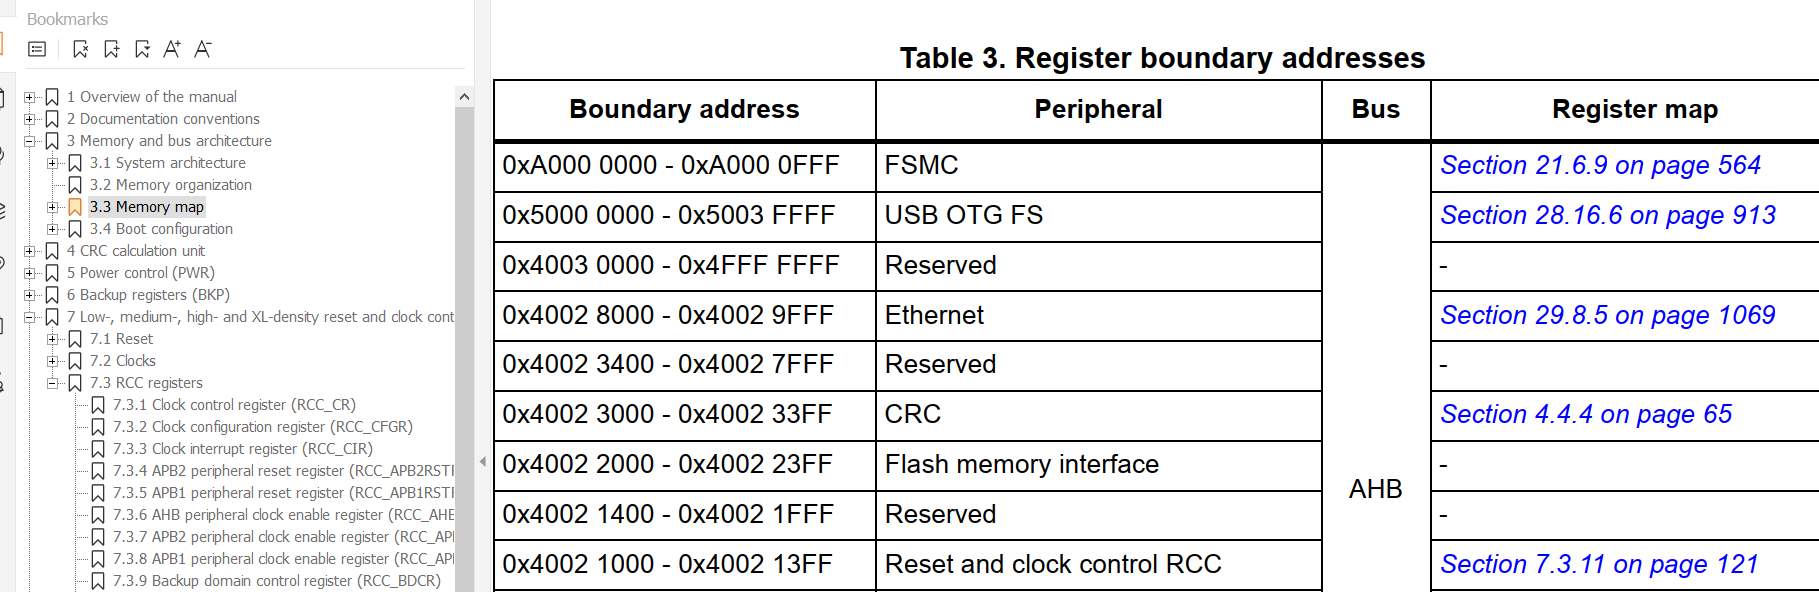 Bookmarks
1 Overview of the manual
2 Documentation conventions
3 Memory and bus architecture
3.1 System architecture
3.2 Memory organization
3.3 Memory map
3.4 Boot configuration
4 CRC calculation unit
5 Power control (PWR)
6 Backup registers (BKP)
7 Low-, medium-, high- and XL-density reset and clock cont
7.1 Reset
7.2 Clocks
7.3 RCC registers
7.3.1 Clock control register (RCC_CR)
7.3.2 Clock configuration register (RCC_CFGR)
7.3.3 Clock interrupt register (RCC_CIR)
7.3.4 APB2 peripheral reset register (RCC_APB2RST
7.3.5 APB1 peripheral reset register (RCC_APB1RST
7.3.6 AHB peripheral clock enable register (RCC_AHE
7.3.7 APB2 peripheral clock enable register (RCC_AP
7.3.8 APB1 peripheral clock enable register (RCC_AP
7.3.9 Backup domain control register (RCC_BDCR)
Table 3. Register boundary addresses
Boundary address Peripheral Bus Register map
0xA000 0000 - 0xA000 0FFF FSMC Section 21.6.9 on page 564
0x5000 0000 - 0x5003 FFFF USB OTG FS Section 28.16.6 on page 913
0x4003 0000 - 0x4FFF FFFF Reserved -
0x4002 8000 - 0x4002 9FFF Ethernet Section 29.8.5 on page 1069
0x4002 3400 - 0x4002 7FFF Reserved -
0x4002 3000 - 0x4002 33FF CRC Section 4.4.4 on page 65
0x4002 2000 - 0x4002 23FF Flash memory interface -
AHB
0x4002 1400 - 0x4002 1FFF Reserved -
0x4002 1000 - 0x4002 13FF Reset and clock control RCC Section 7.3.11 on page 121